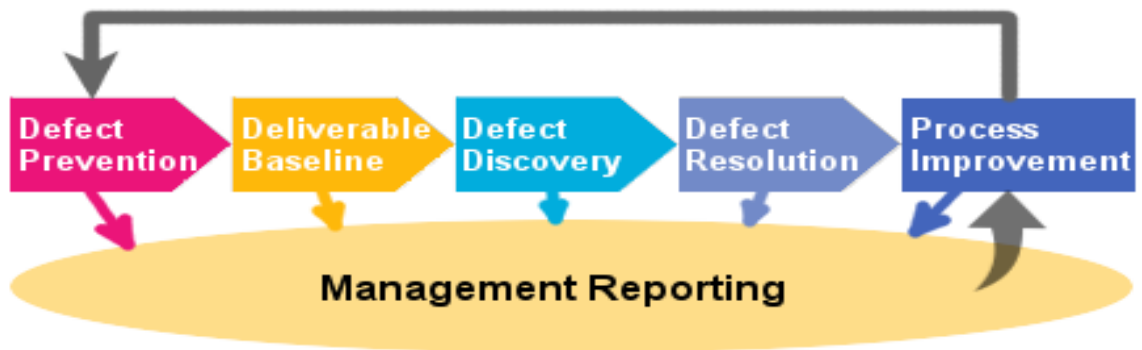 Defect
Prevention
Deliverable
Baseline
Defect
Discovery
Defect
Resolution
Process
Improvement
Management Reporting